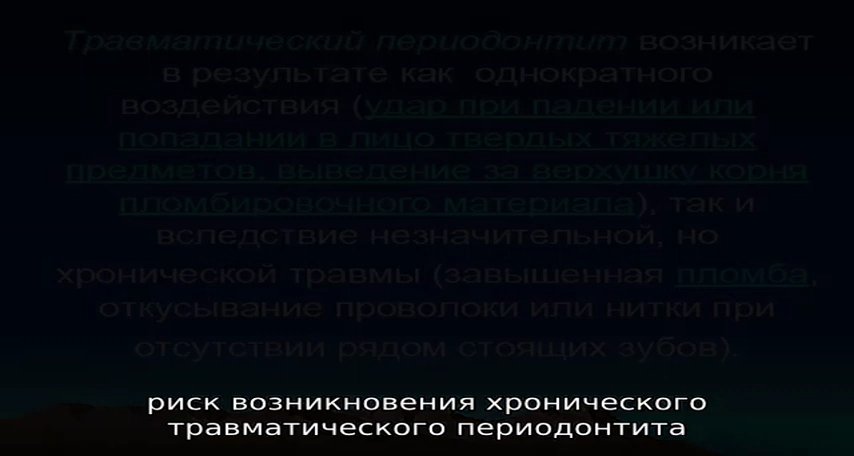 Травматический периодонтит возникает
в результате как однократного
воздействия (удар при падении или
попадании в лицо твердых тяжелых
предметов, выведение за верхушку корня
пломбировочного материала), так и
вследствие незначительной, но
хронической травмы (завышенная пломба,
откусывание проволоки или нитки при
отсутствии рядом стоящих зубов).
риск возникновения хронического
травматического периодонтита